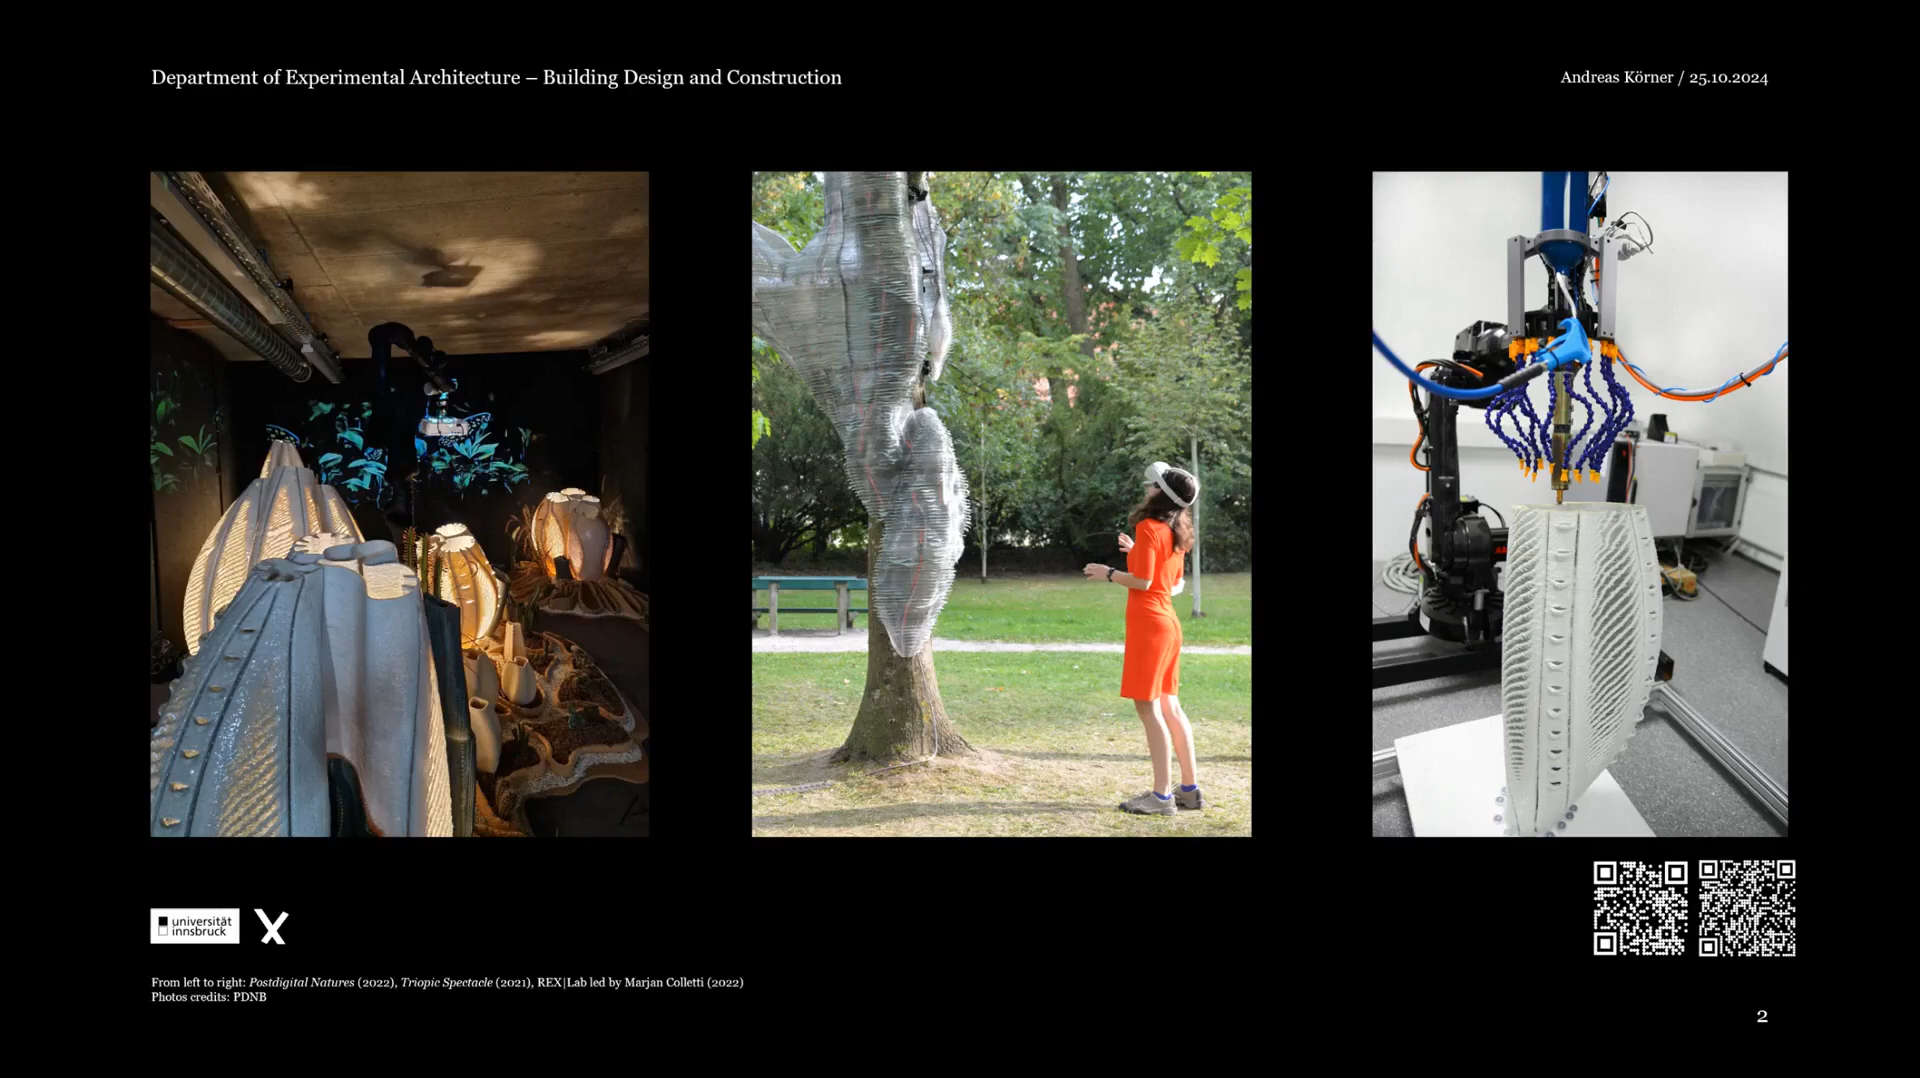 Department of Experimental Architecture – Building Design and Construction
Andreas Körner / 25.10.2024
universität
innsbruck
From left to right: Postdigital Natures (2022), Triopic Spectacle (2021), REX|Lab led by Marjan Colletti (2022)
Photos credits: PDNB
2